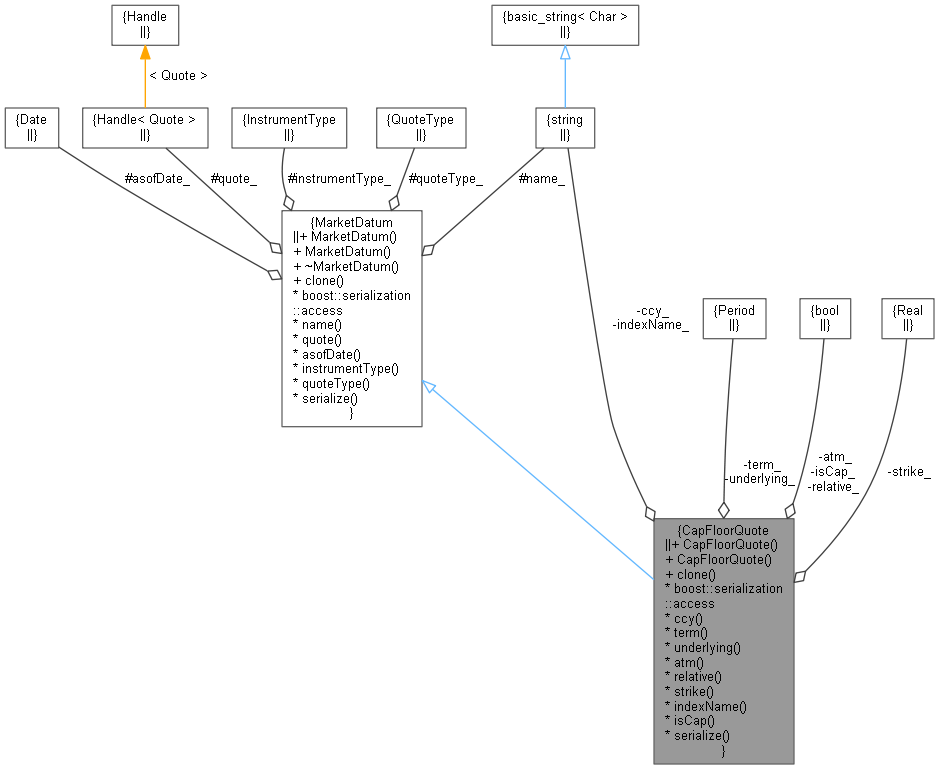 {Handle
||}
{basic_string< Char >
||}
< Quote >
{Date
||}
{Handle< Quote >
||}
{InstrumentType
||}
{QuoteType
||}
{string
||}
#asofDate_
#quote_
#instrumentType_
#quoteType_
#name_
{MarketDatum
||+ MarketDatum()
+ MarketDatum()
+ ~MarketDatum()
+ clone()
* boost::serialization
::access
* name()
* quote()
* asofDate()
* instrumentType()
* quoteType()
* serialize()
}
-ccy_
-indexName_
{Period
||}
{bool
||}
{Real
||}
-term_
-underlying_
-atm_
-isCap_
-relative_
-strike_
{CapFloorQuote
||+ CapFloorQuote()
+ CapFloorQuote()
+ clone()
* boost::serialization
::access
* ccy()
* term()
* underlying()
* atm()
* relative()
* strike()
* indexName()
* isCap()
* serialize()
}